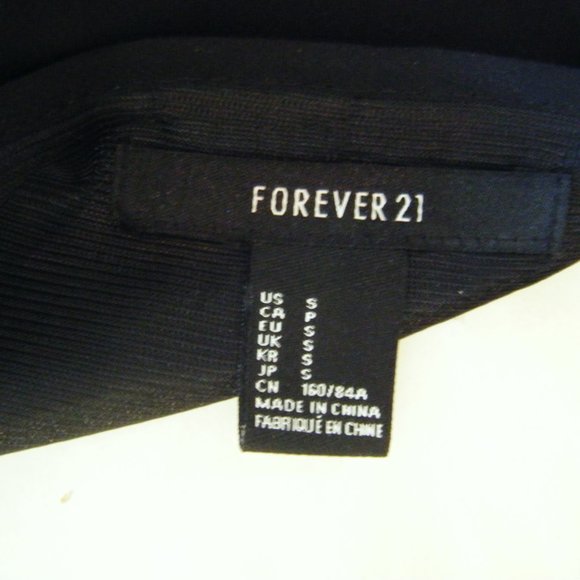 FOREVER 21
US S
CA P
EU S
UK S
KR S
JP S
CN 160/84A
MADE IN CHINA
FABRIQUÉ EN CHINE